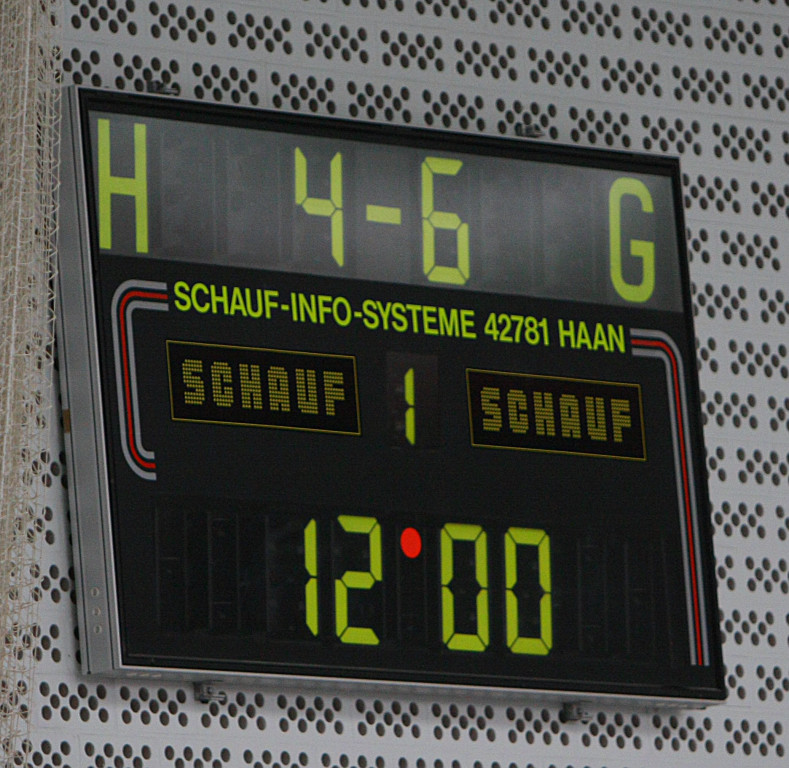 H 4-6 G
SCHAUF-INFO-SYSTEME 42781 HAAN
SCHAUF 1 SCHAUF
12:00